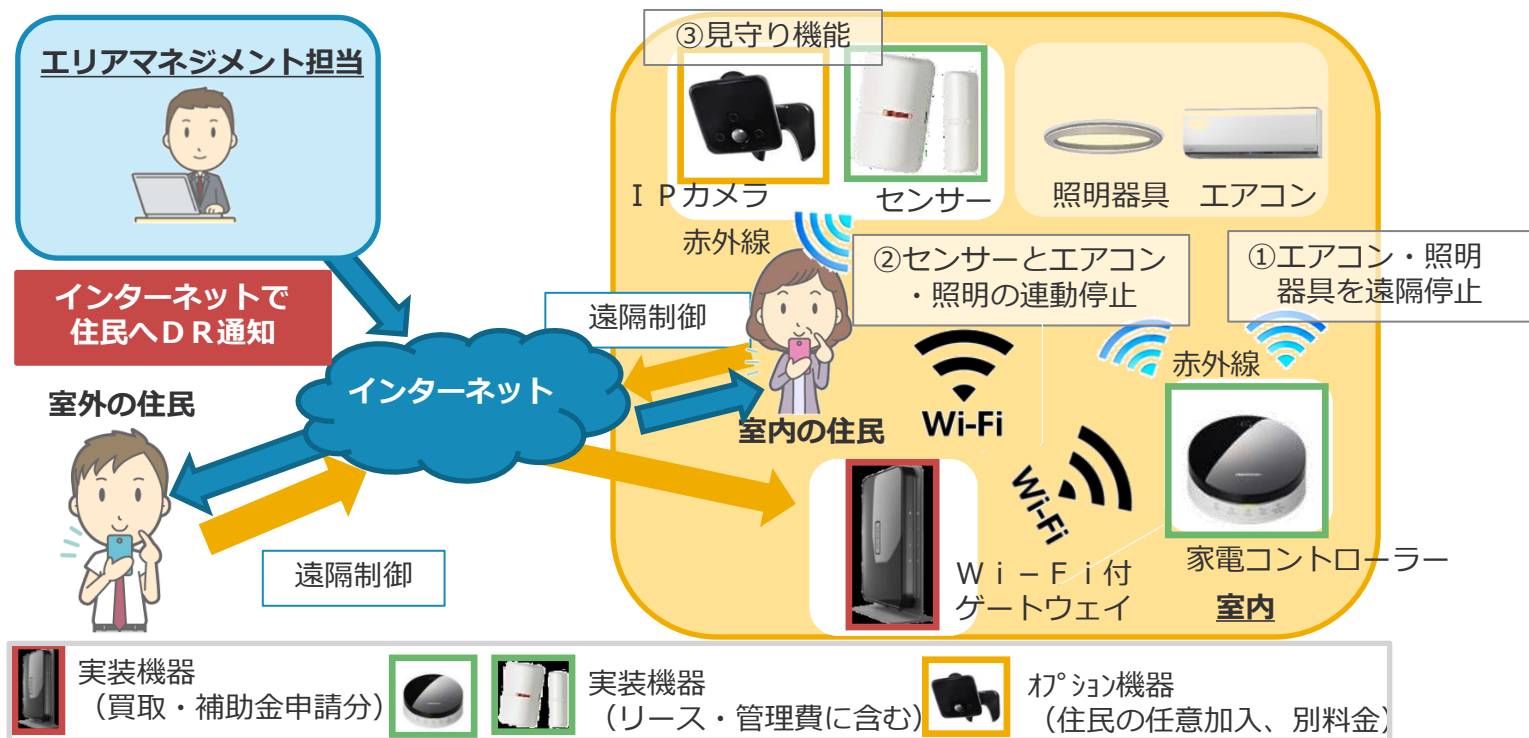 エリアマネジメント担当
インターネットで
住民へＤＲ通知
室外の住民
遠隔制御
インターネット
遠隔制御
③見守り機能
ＩＰカメラ
センサー
照明器具
エアコン
赤外線
②センサーとエアコン
・照明の連動停止
①エアコン・照明
器具を遠隔停止
室内の住民
Wi-Fi
Wi-Fi
赤外線
家電コントローラー
Ｗｉ－Ｆｉ付
ゲートウェイ
室内
実装機器
（買取・補助金申請分）
実装機器
（リース・管理費に含む）
ｵﾌﾟｼｮﾝ機器
（住民の任意加入、別料金）